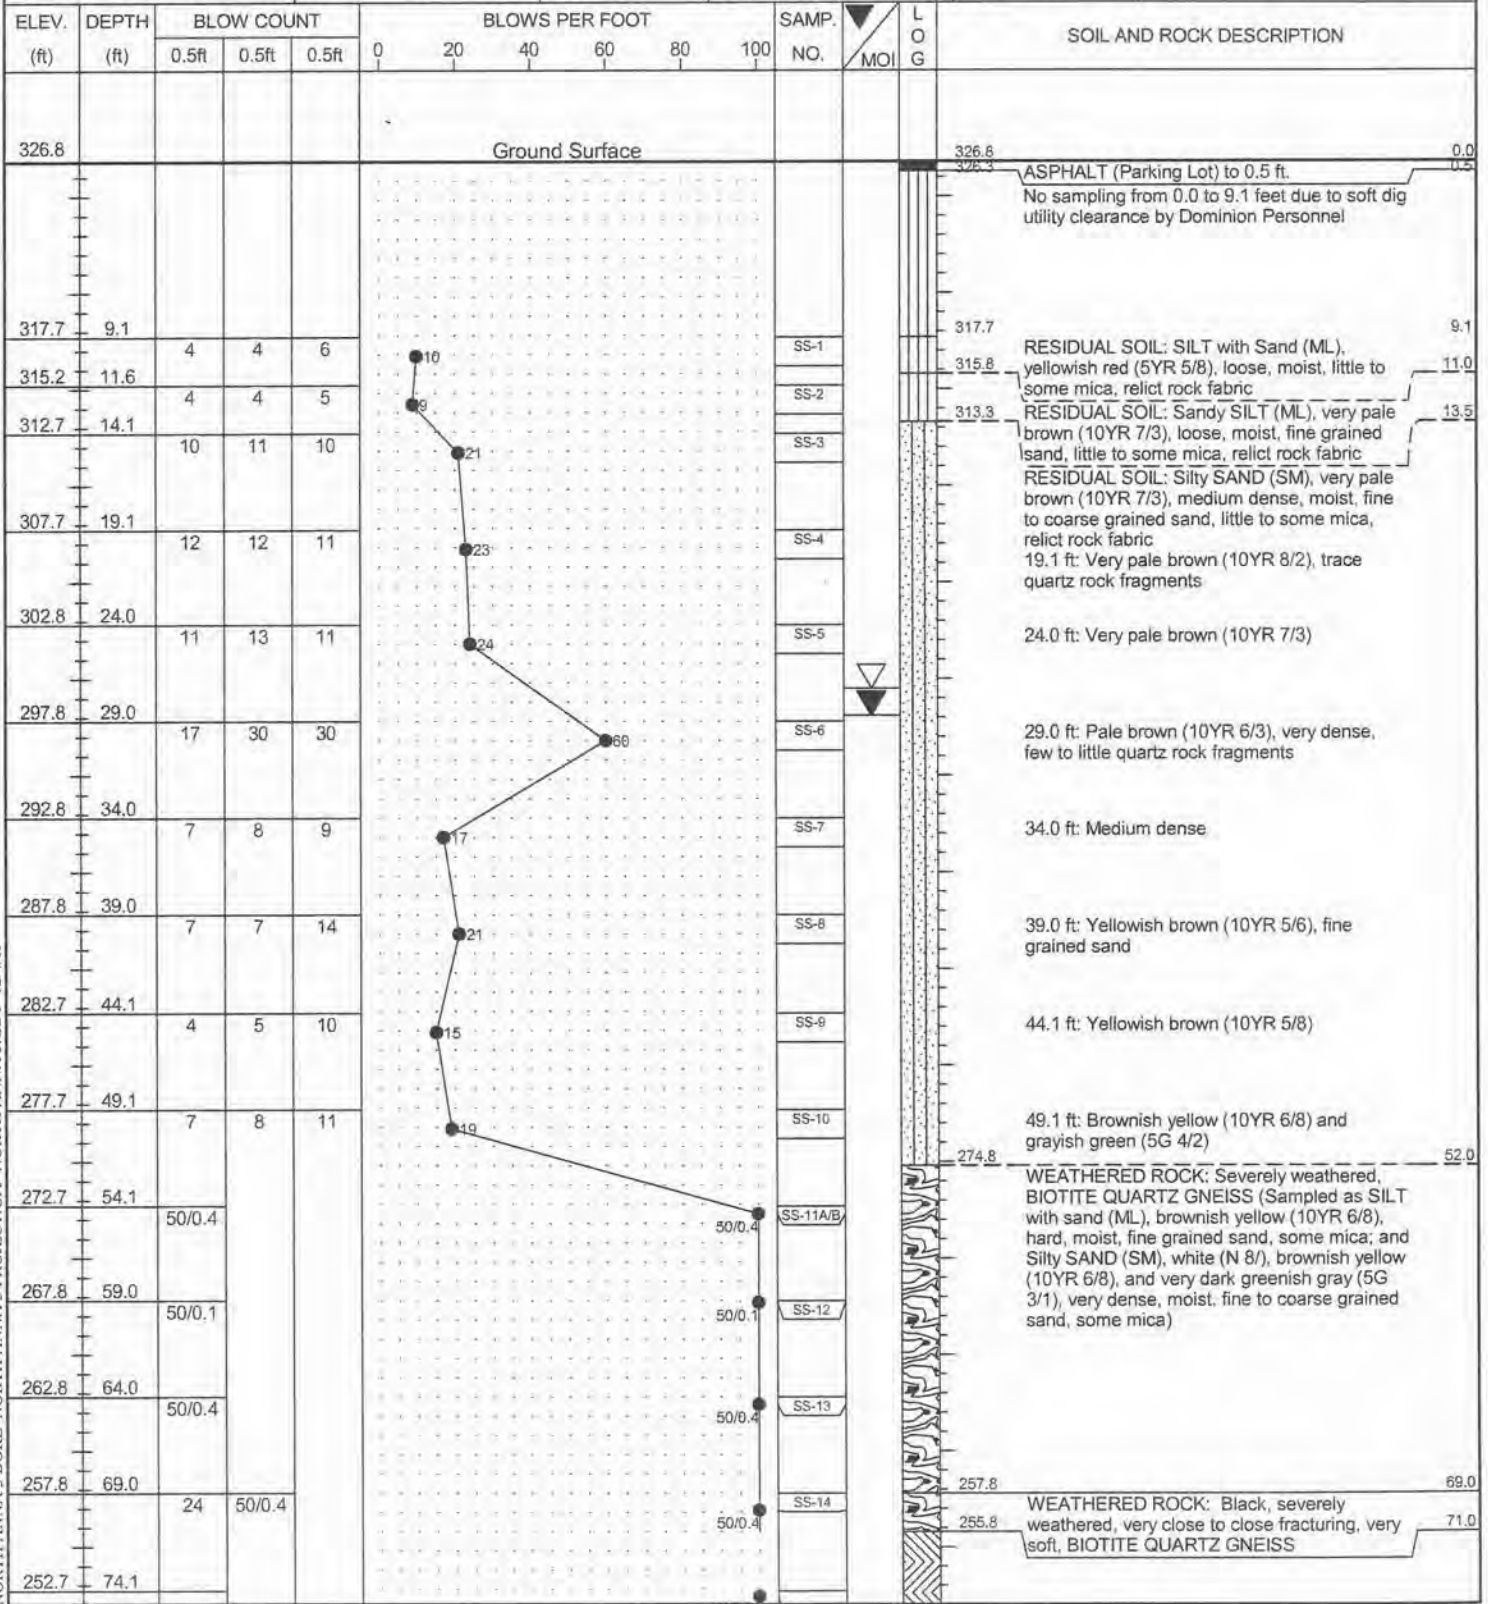 ELEV. DEPTH BLOW COUNT BLOWS PER FOOT SAMP. L O G SOIL AND ROCK DESCRIPTION
(ft) (ft) 0.5ft 0.5ft 0.5ft 0 20 40 60 80 100 NO. MOI
Ground Surface
326.8 326.8 0.0
326.3 ASPHALT (Parking Lot) to 0.5 ft. 0.5
No sampling from 0.0 to 9.1 feet due to soft dig
utility clearance by Dominion Personnel
317.7 9.1 317.7 9.1
4 4 6 10 SS-1 RESIDUAL SOIL: SILT with Sand (ML),
315.8 yellowish red (5YR 5/8), loose, moist, little to 11.0
some mica, relict rock fabric
315.2 11.6
4 4 5 9 SS-2
313.3 RESIDUAL SOIL: Sandy SILT (ML), very pale 13.5
brown (10YR 7/3), loose, moist, fine grained
sand, little to some mica, relict rock fabric
312.7 14.1
10 11 10 21 SS-3
RESIDUAL SOIL: Silty SAND (SM), very pale
brown (10YR 7/3), medium dense, moist, fine
to coarse grained sand, little to some mica,
relict rock fabric
307.7 19.1
12 12 11 23 SS-4
19.1 ft: Very pale brown (10YR 8/2), trace
quartz rock fragments
302.8 24.0
11 13 11 24 SS-5 24.0 ft: Very pale brown (10YR 7/3)
297.8 29.0
17 30 30 60 SS-6 29.0 ft: Pale brown (10YR 6/3), very dense,
few to little quartz rock fragments
292.8 34.0
7 8 9 17 SS-7 34.0 ft: Medium dense
287.8 39.0
7 7 14 21 SS-8 39.0 ft: Yellowish brown (10YR 5/6), fine
grained sand
282.7 44.1
4 5 10 15 SS-9 44.1 ft: Yellowish brown (10YR 5/8)
277.7 49.1
7 8 11 19 SS-10 49.1 ft: Brownish yellow (10YR 6/8) and
grayish green (5G 4/2)
274.8 52.0
WEATHERED ROCK: Severely weathered,
BIOTITE QUARTZ GNEISS (Sampled as SILT
with sand (ML), brownish yellow (10YR 6/8),
hard, moist, fine grained sand, some mica; and
Silty SAND (SM), white (N 8/), brownish yellow
(10YR 6/8), and very dark greenish gray (5G
3/1), very dense, moist, fine to coarse grained
sand, some mica)
272.7 54.1
50/0.4 50/0.4 SS-11A/B
267.8 59.0
50/0.1 50/0.1 SS-12
262.8 64.0
50/0.4 50/0.4 SS-13
257.8 69.0 257.8 69.0
24 50/0.4 50/0.4 SS-14 WEATHERED ROCK: Black, severely
255.8 weathered, very close to close fracturing, very 71.0
soft, BIOTITE QUARTZ GNEISS
252.7 74.1